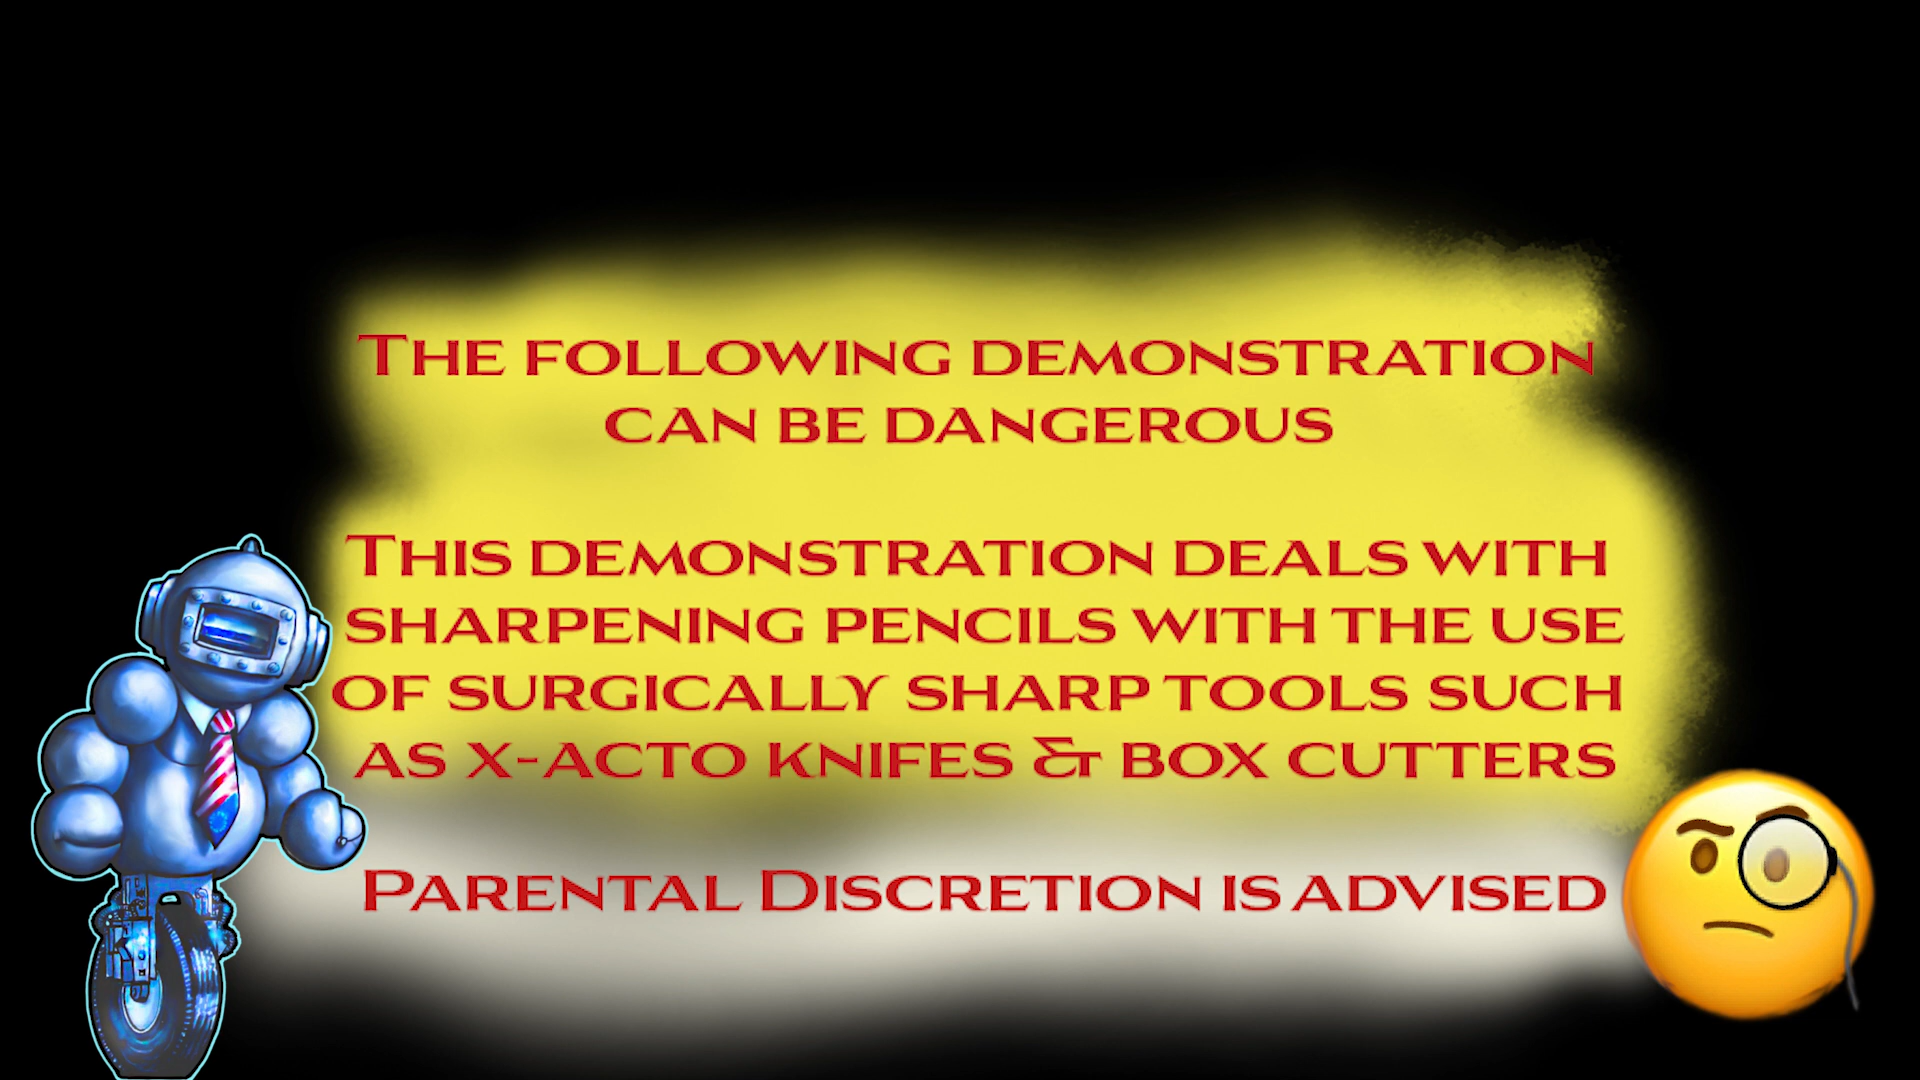 The following demonstration
can be dangerous
This demonstration deals with
sharpening pencils with the use
of surgically sharp tools such
as x-acto knifes & box cutters
Parental Discretion is advised